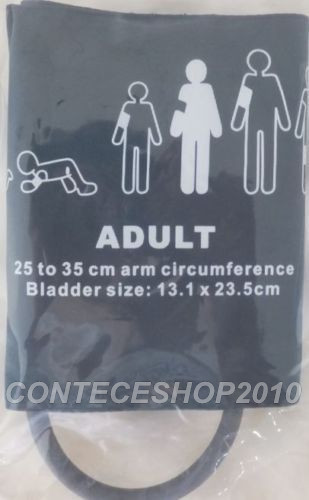 ADULT
25 to 35 cm arm circumference
Bladder size: 13.1 x 23.5cm
CONTECESHOP2010